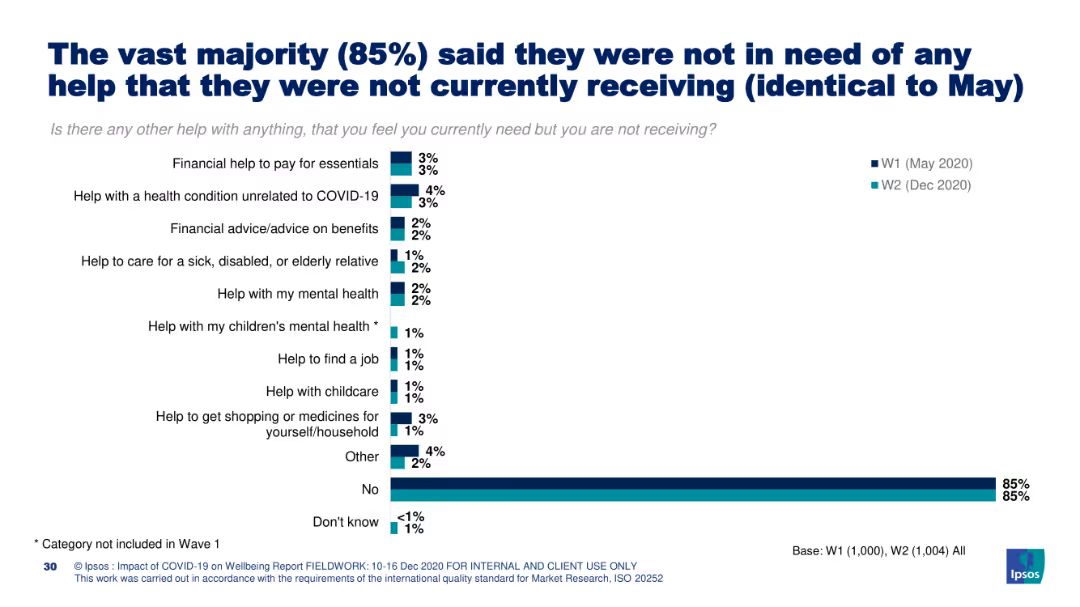 The vast majority (85%) said they were not in need of any
help that they were not currently receiving (identical to May)
Is there any other help with anything, that you feel you currently need but you are not receiving?
W1 (May 2020)
W2 (Dec 2020)
Financial help to pay for essentials
3%
3%
Help with a health condition unrelated to COVID-19
4%
3%
Financial advice/advice on benefits
2%
2%
Help to care for a sick, disabled, or elderly relative
1%
2%
Help with my mental health
2%
2%
Help with my children's mental health *
1%
Help to find a job
1%
1%
Help with childcare
1%
1%
Help to get shopping or medicines for
yourself/household
3%
1%
Other
4%
2%
No
85%
85%
Don't know
<1%
1%
* Category not included in Wave 1
Base: W1 (1,000), W2 (1,004) All
30
© Ipsos : Impact of COVID-19 on Wellbeing Report FIELDWORK: 10-16 Dec 2020 FOR INTERNAL AND CLIENT USE ONLY
This work was carried out in accordance with the requirements of the international quality standard for Market Research, ISO 20252
Ipsos